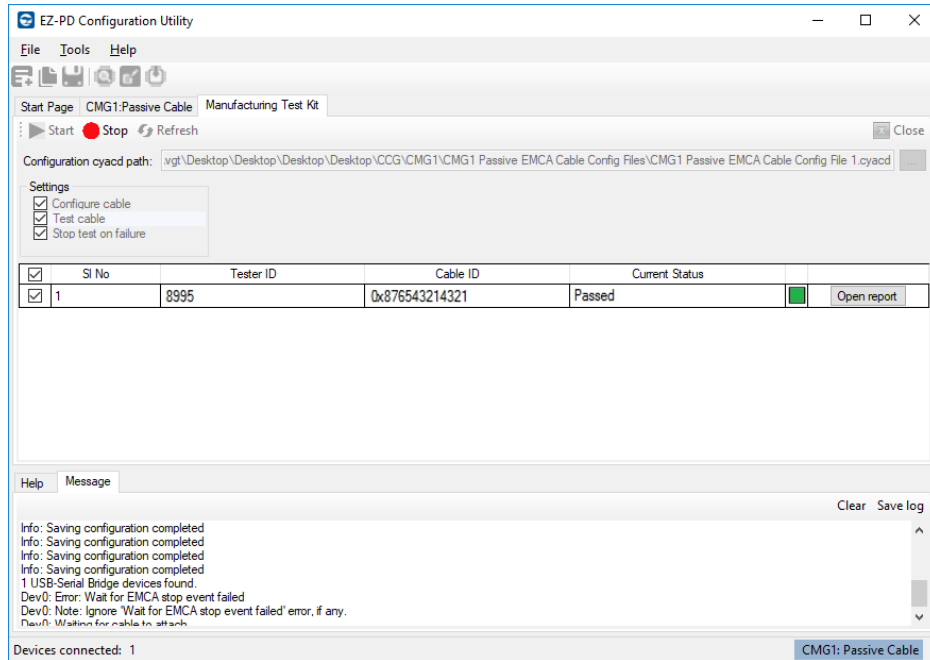 EZ-PD Configuration Utility
File Tools Help
Start Page CMG1:Passive Cable Manufacturing Test Kit
Start Stop Refresh Close
Configuration cyacd path: .vgt\Desktop\Desktop\Desktop\Desktop\CCG\CMG1\CMG1 Passive EMCA Cable Config Files\CMG1 Passive EMCA Cable Config File 1.cyacd ...
Settings
Configure cable
Test cable
Stop test on failure
Sl No Tester ID Cable ID Current Status
1 8995 0x876543214321 Passed Open report
Help Message
Clear Save log
Info: Saving configuration completed
Info: Saving configuration completed
Info: Saving configuration completed
Info: Saving configuration completed
1 USB-Serial Bridge devices found.
Dev0: Error: Wait for EMCA stop event failed
Dev0: Note: Ignore 'Wait for EMCA stop event failed' error, if any.
Dev0: Waiting for cable to attach
Devices connected: 1 CMG1: Passive Cable